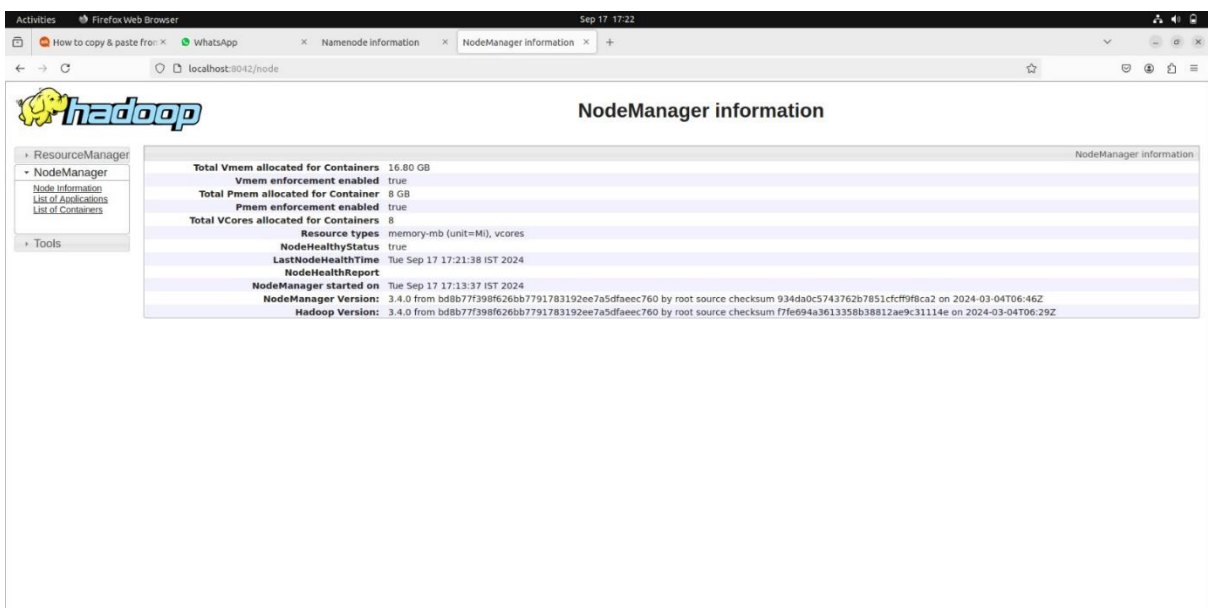 Activities Firefox Web Browser Sep 17 17:22
How to copy & paste fron × WhatsApp × Namenode information × NodeManager information × +
localhost:8042/node
hadoop NodeManager information
ResourceManager
NodeManager
Node Information
List of Applications
List of Containers
Tools
NodeManager information
Total Vmem allocated for Containers 16.80 GB
Vmem enforcement enabled true
Total Pmem allocated for Container 8 GB
Pmem enforcement enabled true
Total VCores allocated for Containers 8
Resource types memory-mb (unit=Mi), vcores
NodeHealthyStatus true
LastNodeHealthTime Tue Sep 17 17:21:38 IST 2024
NodeHealthReport
NodeManager started on Tue Sep 17 17:13:37 IST 2024
NodeManager Version: 3.4.0 from bd8b77f398f626bb7791783192ee7a5dfaeec760 by root source checksum 934da0c5743762b7851cfcff9f8ca2 on 2024-03-04T06:46Z
Hadoop Version: 3.4.0 from bd8b77f398f626bb7791783192ee7a5dfaeec760 by root source checksum f7fe694a3613358b38812ae9c31114e on 2024-03-04T06:29Z